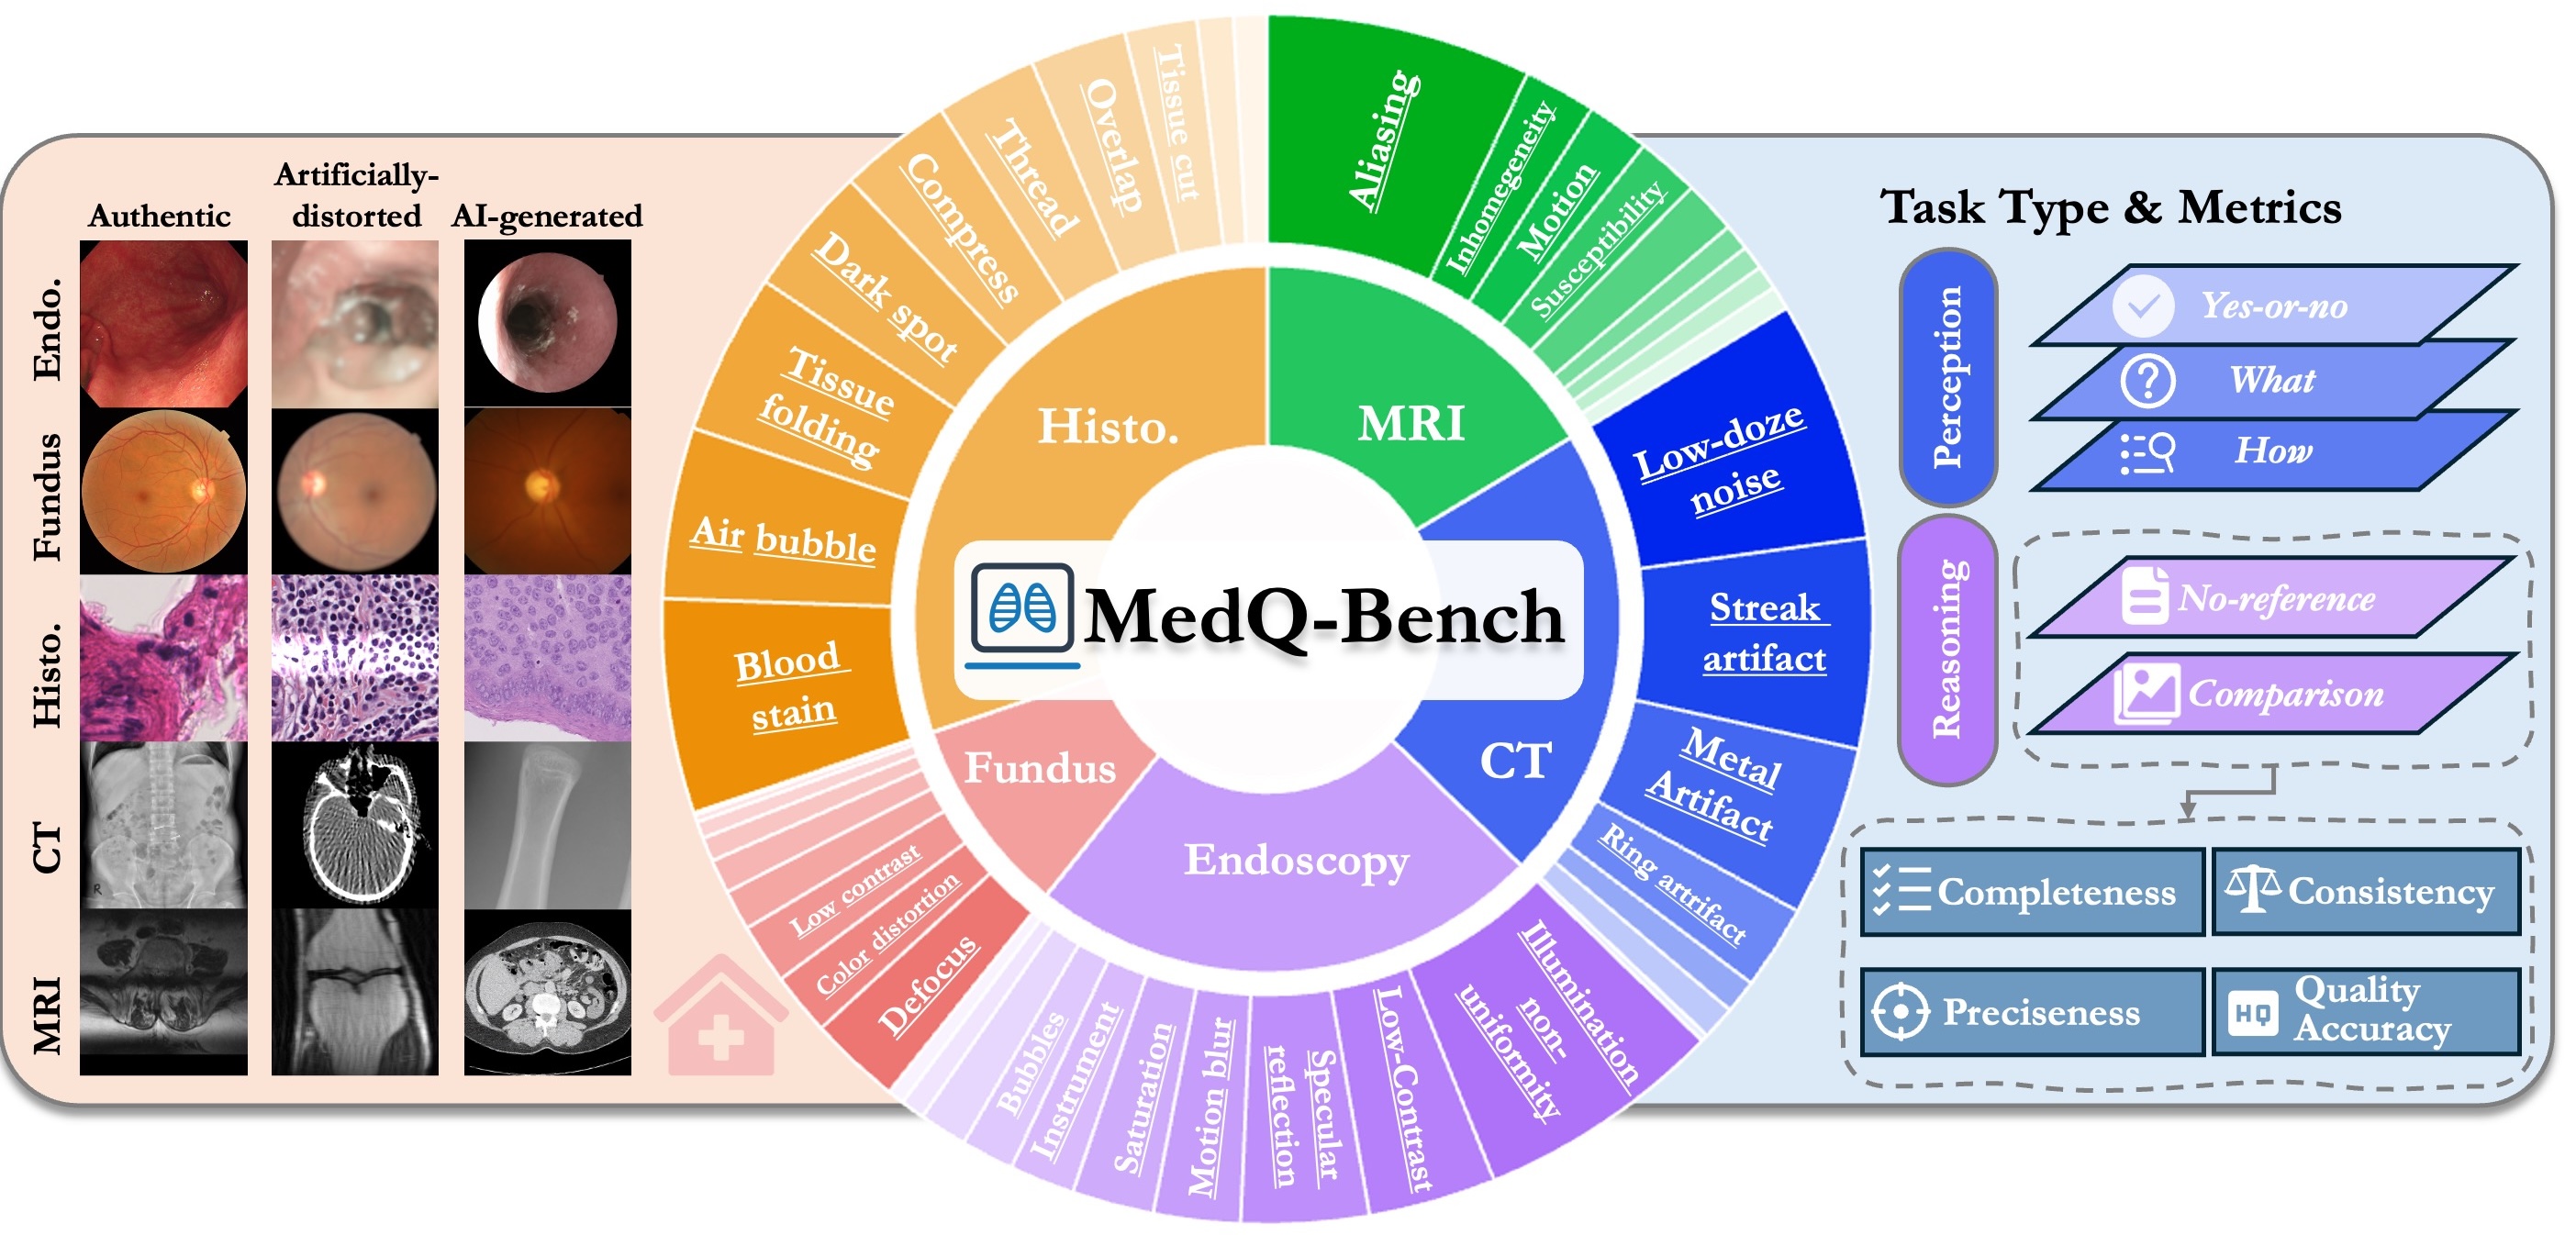 Authentic
Artificially-
distorted
AI-generated
Endo.
Fundus
Histo.
CT
MRI
R
Aliasing
Inhomegeneity
Motion
Susceptibility
Low-doze
noise
Streak
artifact
Metal
Artifact
Ring artrifact
Illumination
non-
uniformity
Low-Contrast
Specular
reflection
Motion blur
Saturation
Instrument
Bubbles
Defocus
Color distortion
Low contrast
Blood
stain
Air bubble
Tissue
folding
Dark spot
Compress
Thread
Overlap
Tissue cut
Histo.
MRI
CT
Endoscopy
Fundus
MedQ-Bench
Task Type & Metrics
Perception
Yes-or-no
What
How
Reasoning
No-reference
Comparison
Completeness
Consistency
Preciseness
HQ
Quality
Accuracy